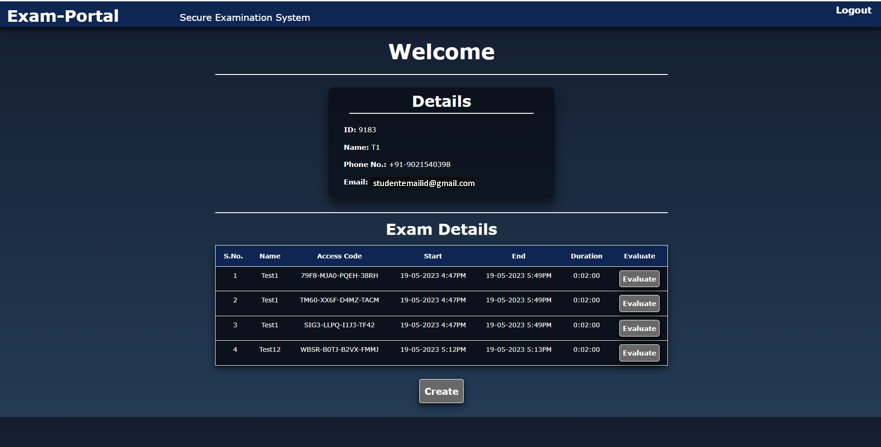 Exam-Portal Secure Examination System Logout
Welcome
Details
ID: 9183
Name: T1
Phone No.: +91-9021540398
Email: studentemailid@gmail.com
Exam Details
S.No. Name Access Code Start End Duration Evaluate
1 Test1 79F8-MJA0-PQEH-38RH 19-05-2023 4:47PM 19-05-2023 5:49PM 0:02:00 Evaluate
2 Test1 TM60-XX6F-D4MZ-TACM 19-05-2023 4:47PM 19-05-2023 5:49PM 0:02:00 Evaluate
3 Test1 SIG3-LLPQ-I1J3-TF42 19-05-2023 4:47PM 19-05-2023 5:49PM 0:02:00 Evaluate
4 Test12 WBSR-B0TJ-B2VX-FMMJ 19-05-2023 5:12PM 19-05-2023 5:13PM 0:02:00 Evaluate
Create